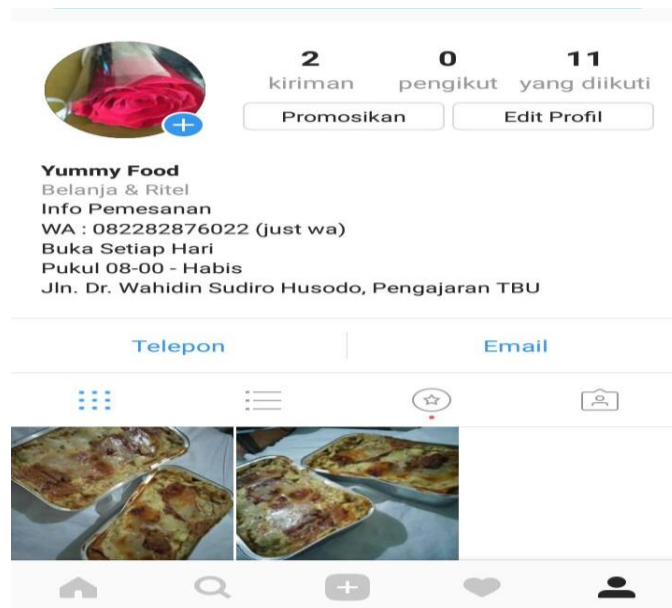 2 0 11
kiriman pengikut yang diikuti
Promosikan Edit Profil
Yummy Food
Belanja & Ritel
Info Pemesanan
WA : 082282876022 (just wa)
Buka Setiap Hari
Pukul 08-00 - Habis
Jln. Dr. Wahidin Sudiro Husodo, Pengajaran TBU
Telepon Email